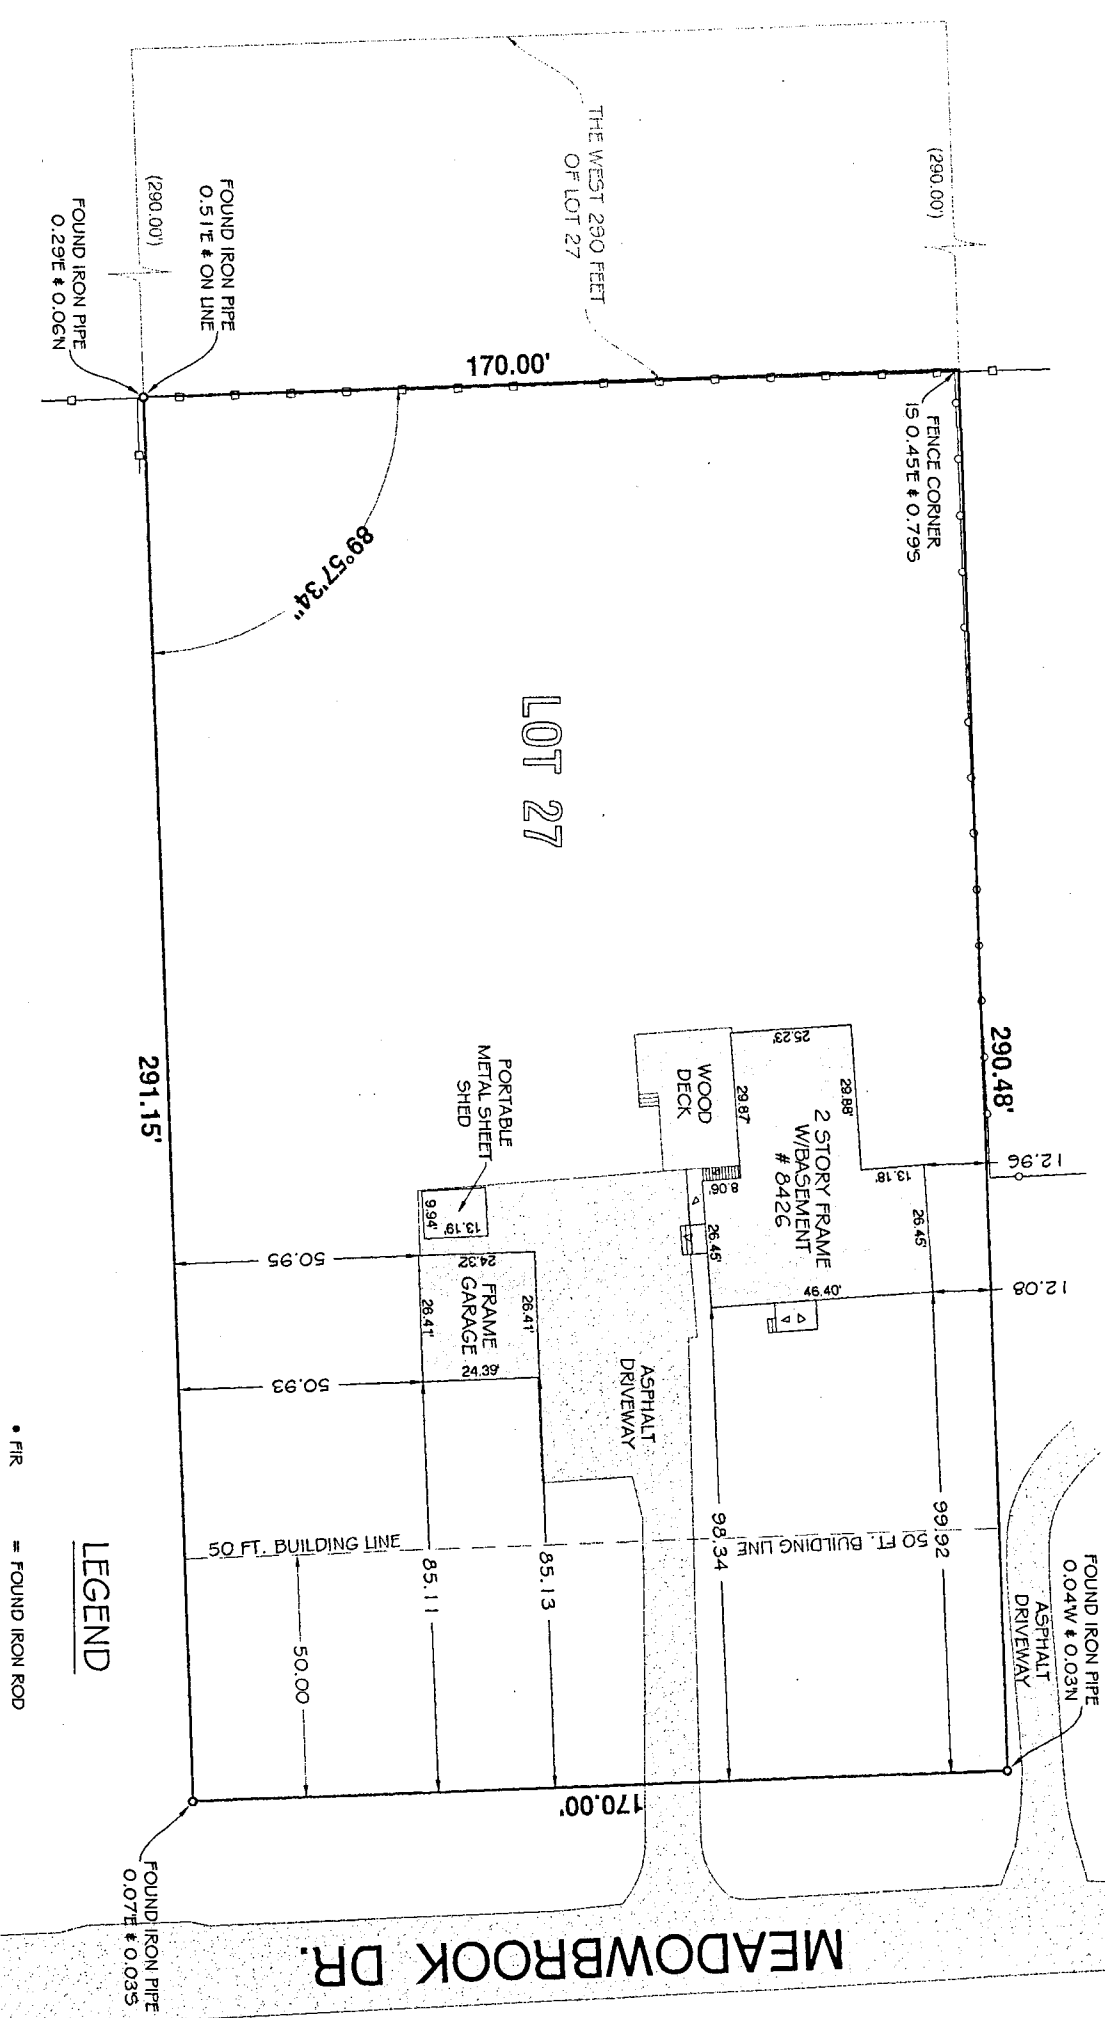 (290.00')
(290.00')
THE WEST 290 FEET
OF LOT 27
FOUND IRON PIPE
0.51'E & ON LINE
FOUND IRON PIPE
0.29'E & 0.06'N
170.00'
FENCE CORNER
IS 0.45'E & 0.79'S
89°57'34"
LOT 27
290.48'
291.15'
12.96
12.08
25.23'
29.88'
29.87'
13.18'
26.45'
8.06'
26.45'
46.40'
2 STORY FRAME
W/BASEMENT
# 8426
WOOD
DECK
PORTABLE
METAL SHEET
SHED
9.94'
13.19'
24.32'
26.41'
26.41'
24.39'
FRAME
GARAGE
50.95
50.93
ASPHALT
DRIVEWAY
99.92
98.34
85.13
85.11
50 FT. BUILDING LINE
50 FT. BUILDING LINE
50.00
ASPHALT
DRIVEWAY
FOUND IRON PIPE
0.04'W & 0.03'N
170.00'
FOUND IRON PIPE
0.07'E & 0.03'S
MEADOWBROOK DR.
LEGEND
• FIR = FOUND IRON ROD